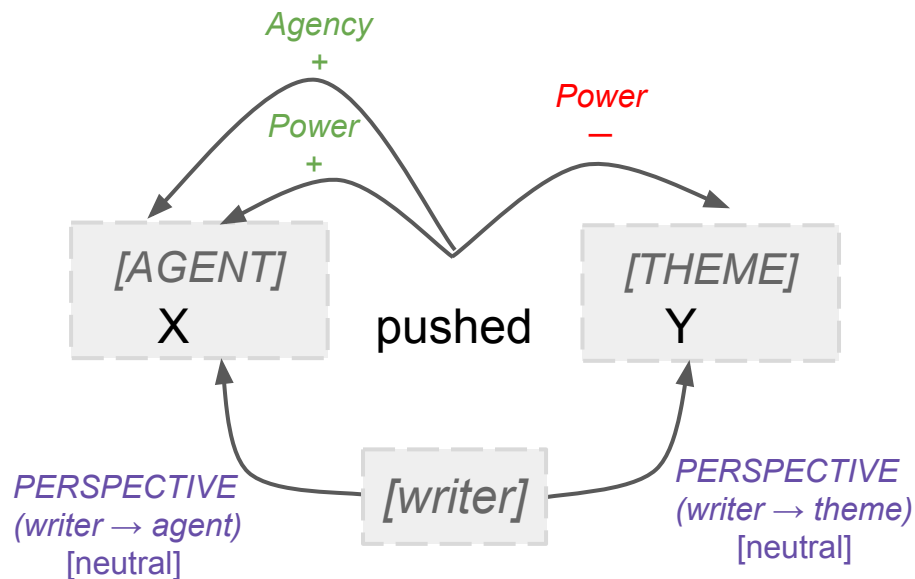 Agency
+
Power
+
Power
—
[AGENT]
X
pushed
[THEME]
Y
[writer]
PERSPECTIVE
(writer → agent)
[neutral]
PERSPECTIVE
(writer → theme)
[neutral]